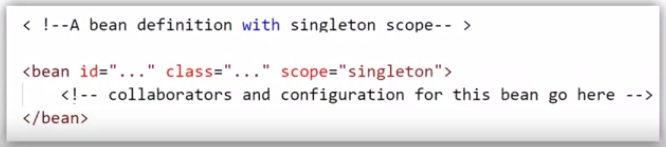 < !--A bean definition with singleton scope-- >
<bean id="..." class="..." scope="singleton">
<!-- collaborators and configuration for this bean go here -->
</bean>